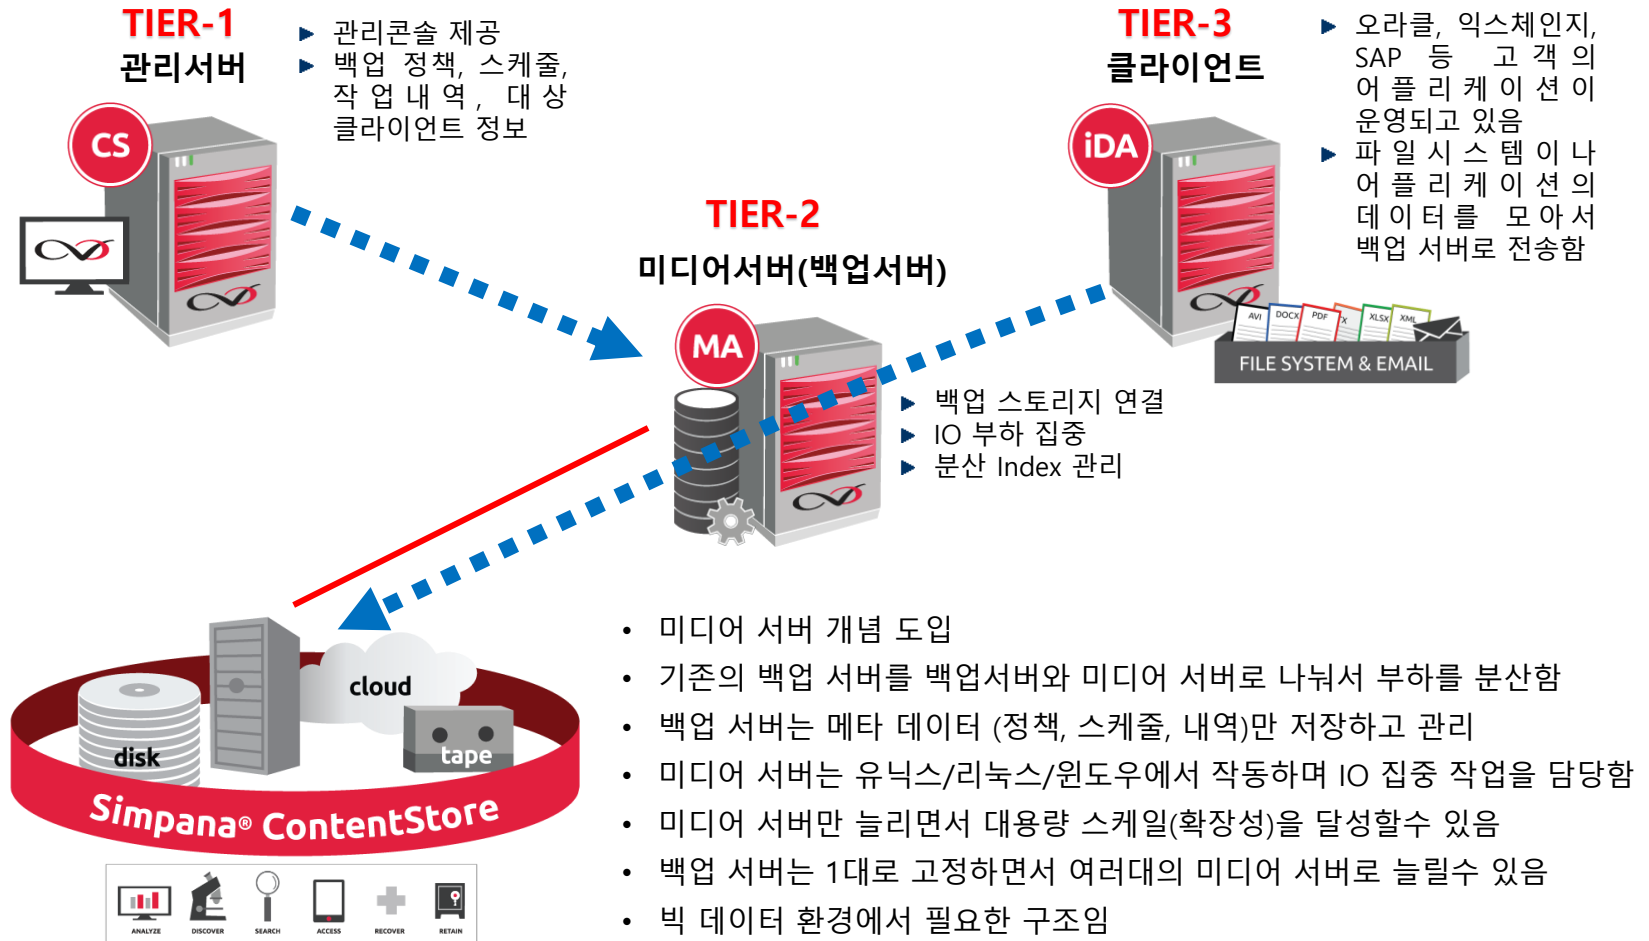 TIER-1
관리서버
관리콘솔 제공
백업 정책, 스케줄,
작업내역, 대상
클라이언트 정보
CS
TIER-2
미디어서버(백업서버)
MA
백업 스토리지 연결
IO 부하 집중
분산 Index 관리
TIER-3
클라이언트
오라클, 익스체인지,
SAP 등 고객의
어플리케이션이
운영되고 있음
파일시스템이나
어플리케이션의
데이터를 모아서
백업 서버로 전송함
iDA
AVI DOCX PDF XLSX XML
FILE SYSTEM & EMAIL
cloud
disk
tape
Simpana® ContentStore
ANALYZE DISCOVER SEARCH ACCESS RECOVER RETAIN
• 미디어 서버 개념 도입
• 기존의 백업 서버를 백업서버와 미디어 서버로 나눠서 부하를 분산함
• 백업 서버는 메타 데이터 (정책, 스케줄, 내역)만 저장하고 관리
• 미디어 서버는 유닉스/리눅스/윈도우에서 작동하며 IO 집중 작업을 담당함
• 미디어 서버만 늘리면서 대용량 스케일(확장성)을 달성할수 있음
• 백업 서버는 1대로 고정하면서 여러대의 미디어 서버로 늘릴수 있음
• 빅 데이터 환경에서 필요한 구조임